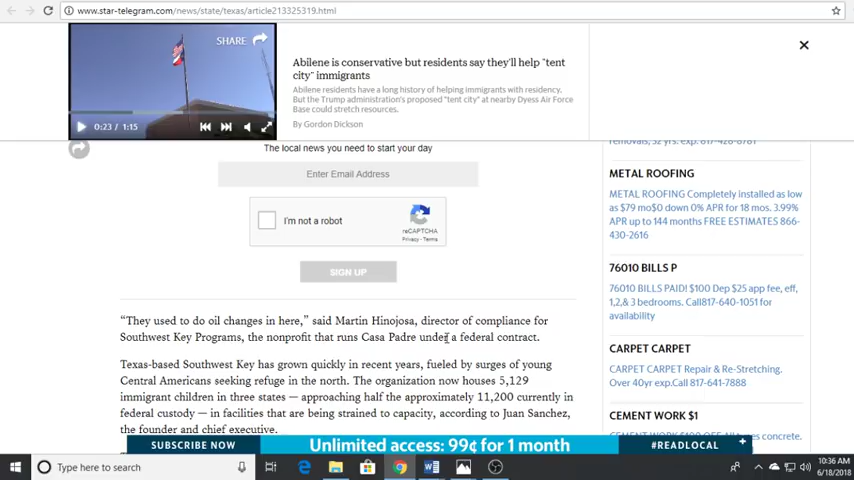 www.star-telegram.com/news/state/texas/article213325319.html
SHARE
0:23 / 1:15
Abilene is conservative but residents say they'll help "tent
city" immigrants
Abilene residents have a long history of helping immigrants with residency,
But the Trump administration's proposed "tent city" at nearby Dyess Air Force
Base could stretch resources.
By Gordon Dickson
The local news you need to start your day
Enter Email Address
I'm not a robot
reCAPTCHA
Privacy - Terms
SIGN UP
“They used to do oil changes in here,” said Martin Hinojosa, director of compliance for
Southwest Key Programs, the nonprofit that runs Casa Padre under a federal contract.
Texas-based Southwest Key has grown quickly in recent years, fueled by surges of young
Central Americans seeking refuge in the north. The organization now houses 5,129
immigrant children in three states — approaching half the approximately 11,200 currently in
federal custody — in facilities that are being strained to capacity, according to Juan Sanchez,
the founder and chief executive.
removals, 32 yrs. exp. 817-428-8781
METAL ROOFING
METAL ROOFING Completely installed as low
as $79 mo$0 down 0% APR for 18 mos. 3.99%
APR up to 144 months FREE ESTIMATES 866-
430-2616
76010 BILLS P
76010 BILLS PAID! $100 Dep $25 app fee, eff,
1,2,& 3 bedrooms. Call817-640-1051 for
availability
CARPET CARPET
CARPET CARPET Repair & Re-Stretching.
Over 40yr exp.Call 817-641-7888
CEMENT WORK $1
concrete.
SUBSCRIBE NOW
Unlimited access: 99¢ for 1 month
#READLOCAL
+
Type here to search
10:36 AM
6/18/2018